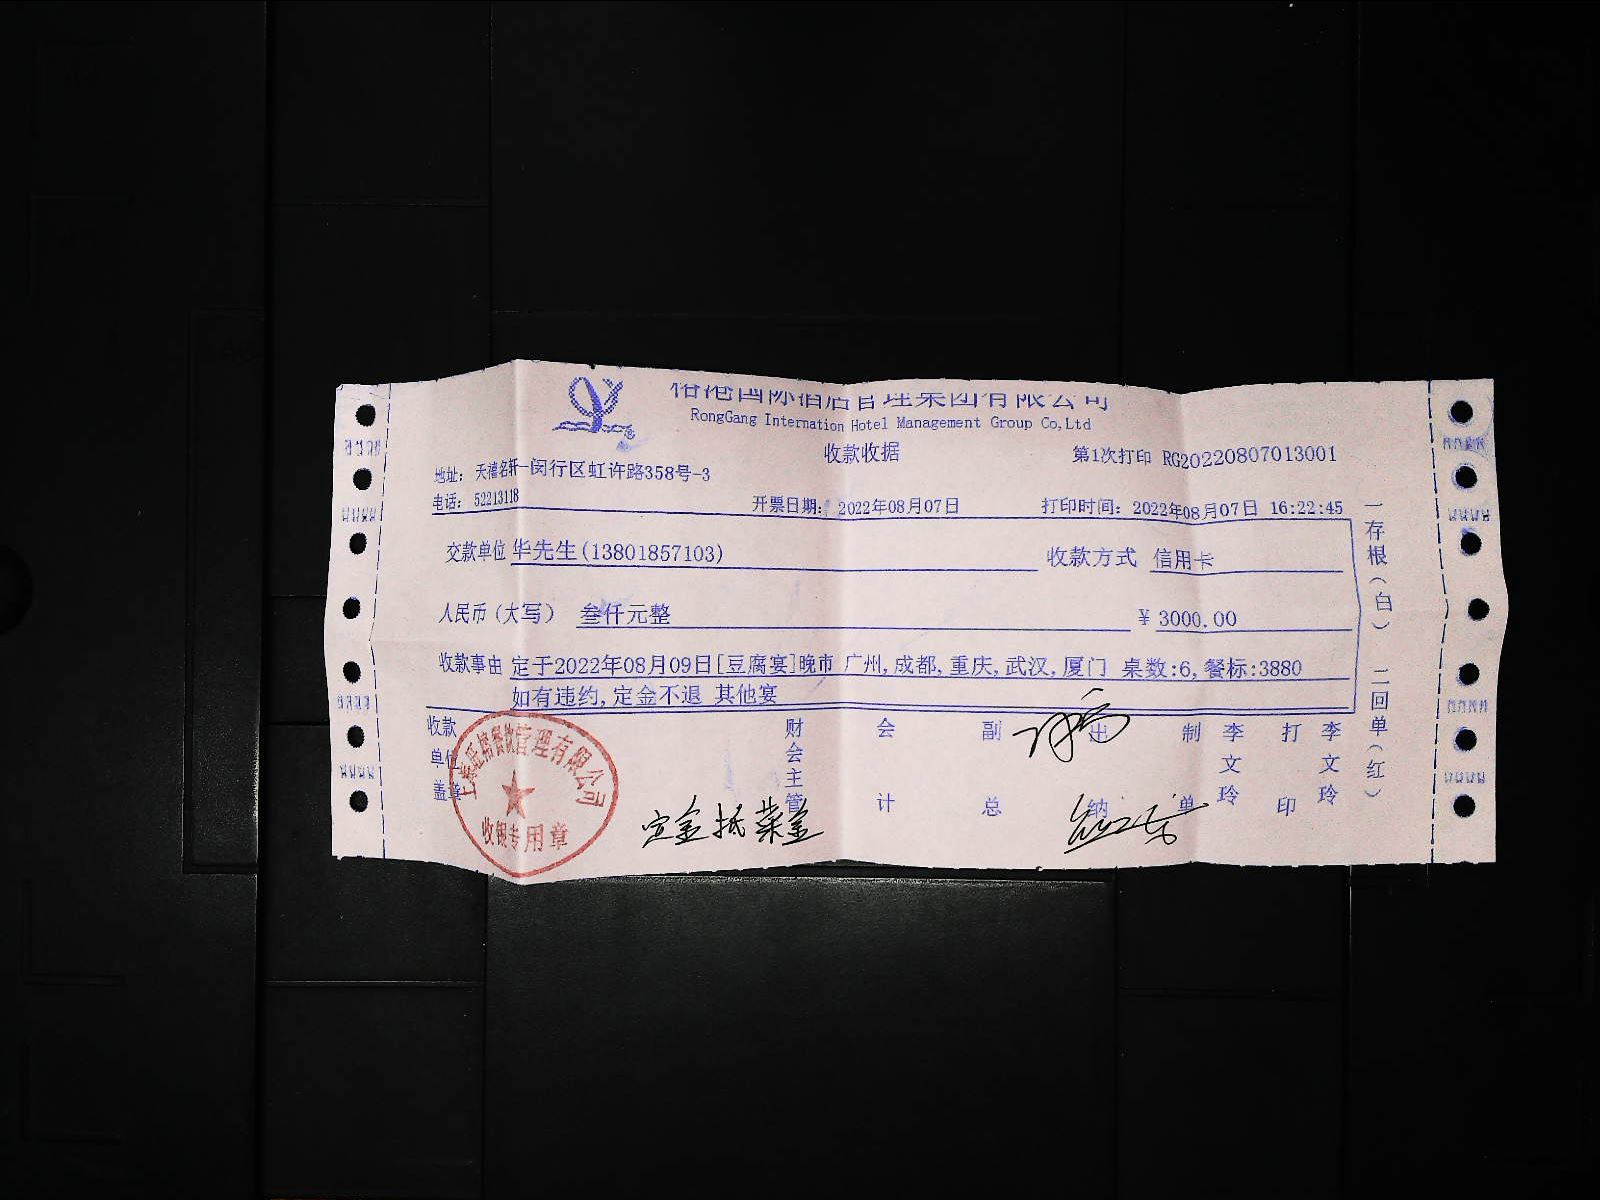 港国际酒店管理集团有限公司
RongGang Internation Hotel Management Group Co,Ltd
收款收据
第1次打印 RG20220807013001
地址: 天禧名轩-闵行区虹许路358号-3
电话: 52213118
开票日期: 2022年08月07日
打印时间: 2022年08月07日 16:22:45
交款单位 华先生(13801857103)
收款方式 信用卡
人民币(大写) 叁仟元整
¥ 3000.00
收款事由 定于2022年08月09日[豆腐宴]晚市 广州,成都,重庆,武汉,厦门 桌数:6,餐标:3880
如有违约,定金不退 其他宴
收款单位盖章
财会主管
会计
副总
出纳
制单
李文玲
打印
李文玲
管理有限公司
收银专用章
定金抵菜金
一存根(白) 二回单(红)